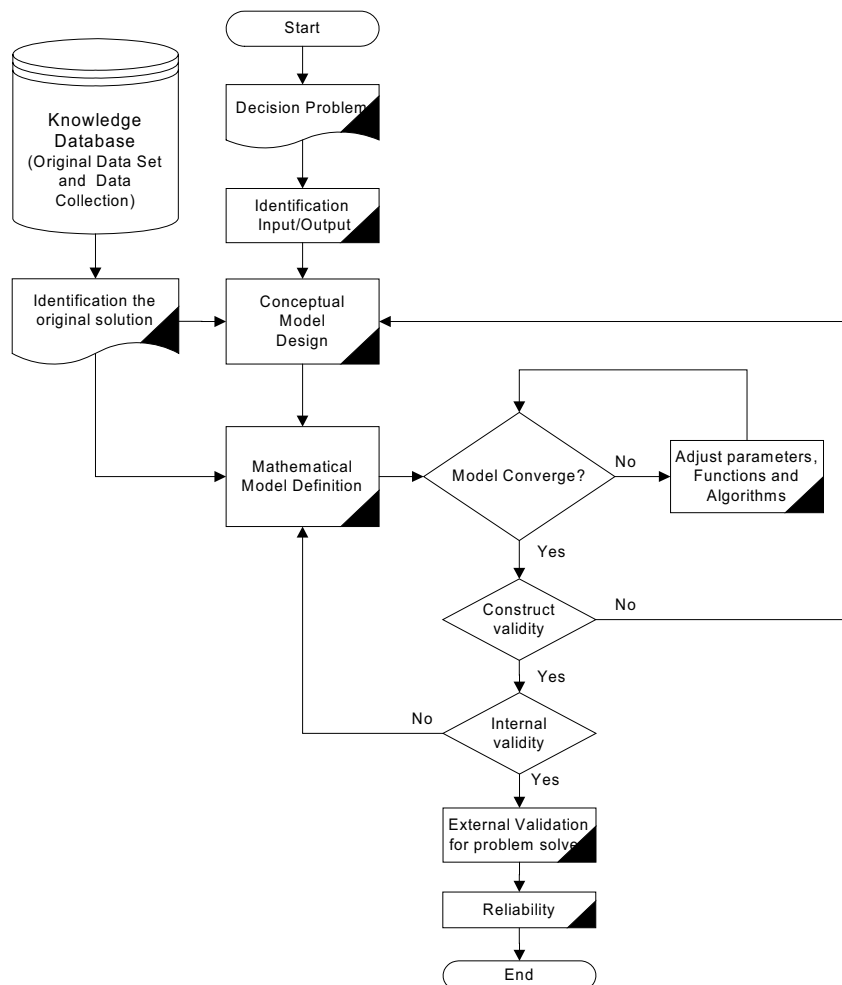 Start
Decision Problem
Knowledge
Database
(Original Data Set
and Data
Collection)
Identification
Input/Output
Identification the
original solution
Conceptual
Model
Design
Mathematical
Model Definition
Model Converge?
No
Adjust parameters,
Functions and
Algorithms
Yes
Construct
validity
No
Yes
No
Internal
validity
Yes
External Validation
for problem solve
Reliability
End